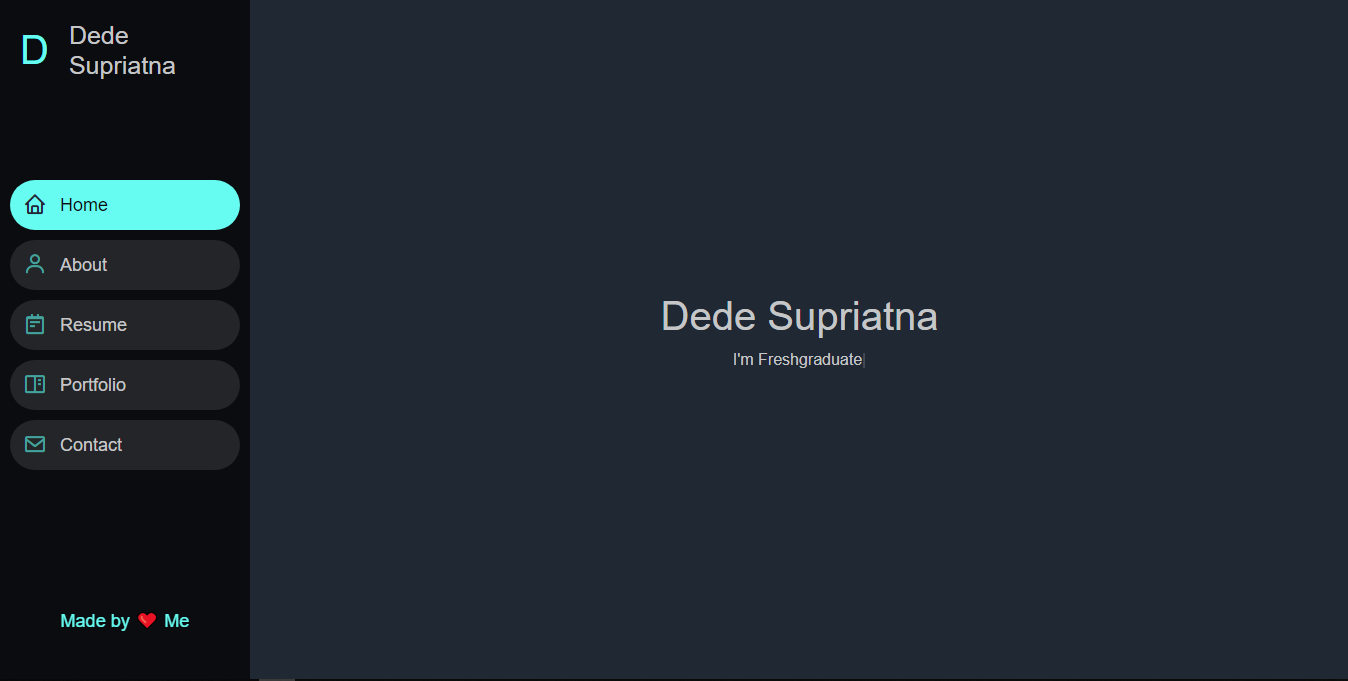 D
Dede
Supriatna
Home
About
Resume
Portfolio
Contact
Made by ❤️ Me
Dede Supriatna
I'm Freshgraduate|